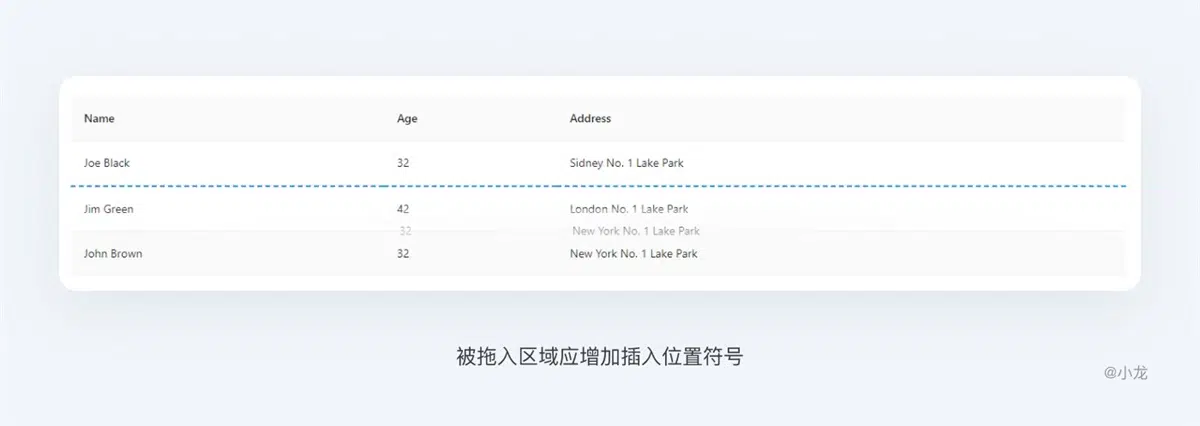 Name Age Address
Joe Black 32 Sidney No. 1 Lake Park
Jim Green 42 London No. 1 Lake Park
32 New York No. 1 Lake Park
John Brown 32 New York No. 1 Lake Park
被拖入区域应增加插入位置符号
@小龙